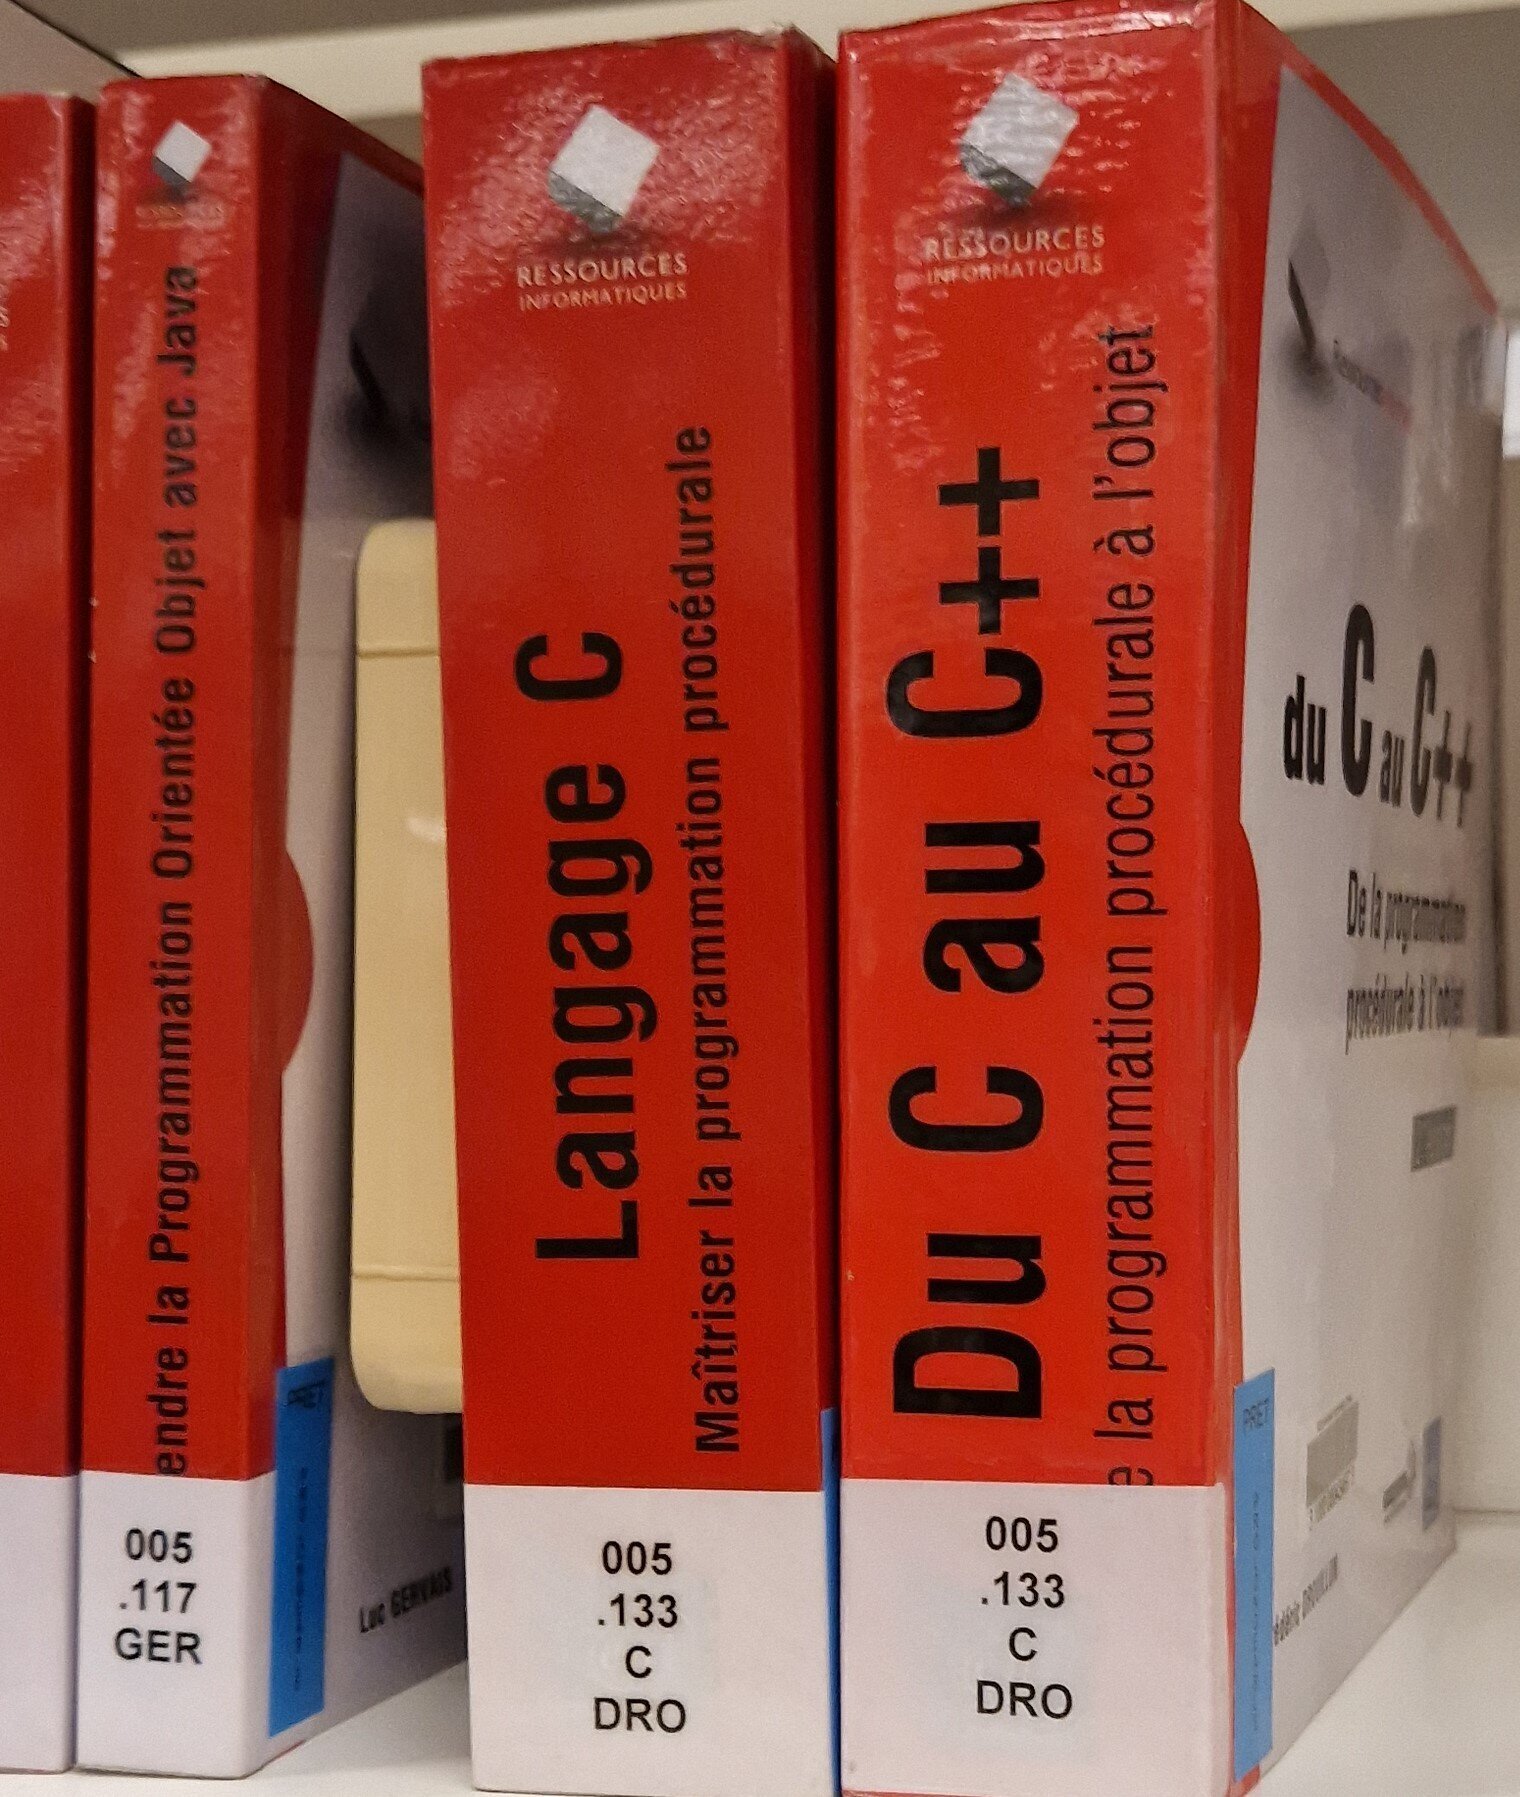 endre la Programmation Orientée Objet avec Java
005
.117
GER
PRET
Luc GERVAIS
RESSOURCES
INFORMATIQUES
Langage C
Maîtriser la programmation procédurale
005
.133
C
DRO
RESSOURCES
INFORMATIQUES
Du C au C++
e la programmation procédurale à l'objet
005
.133
C
DRO
PRET
du C au C++
De la programmation
procédurale à l'objet